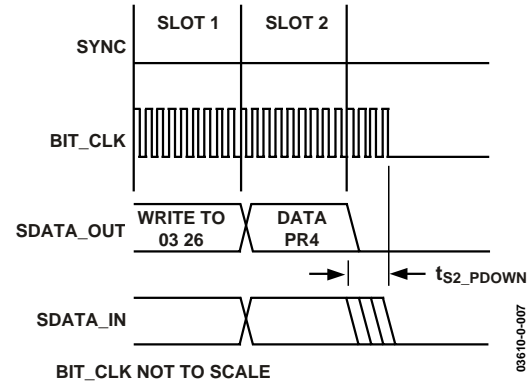 SLOT 1 SLOT 2
SYNC
BIT_CLK
SDATA_OUT
WRITE TO
03 26
DATA
PR4
tS2_PDOWN
SDATA_IN
BIT_CLK NOT TO SCALE
03610-0-007